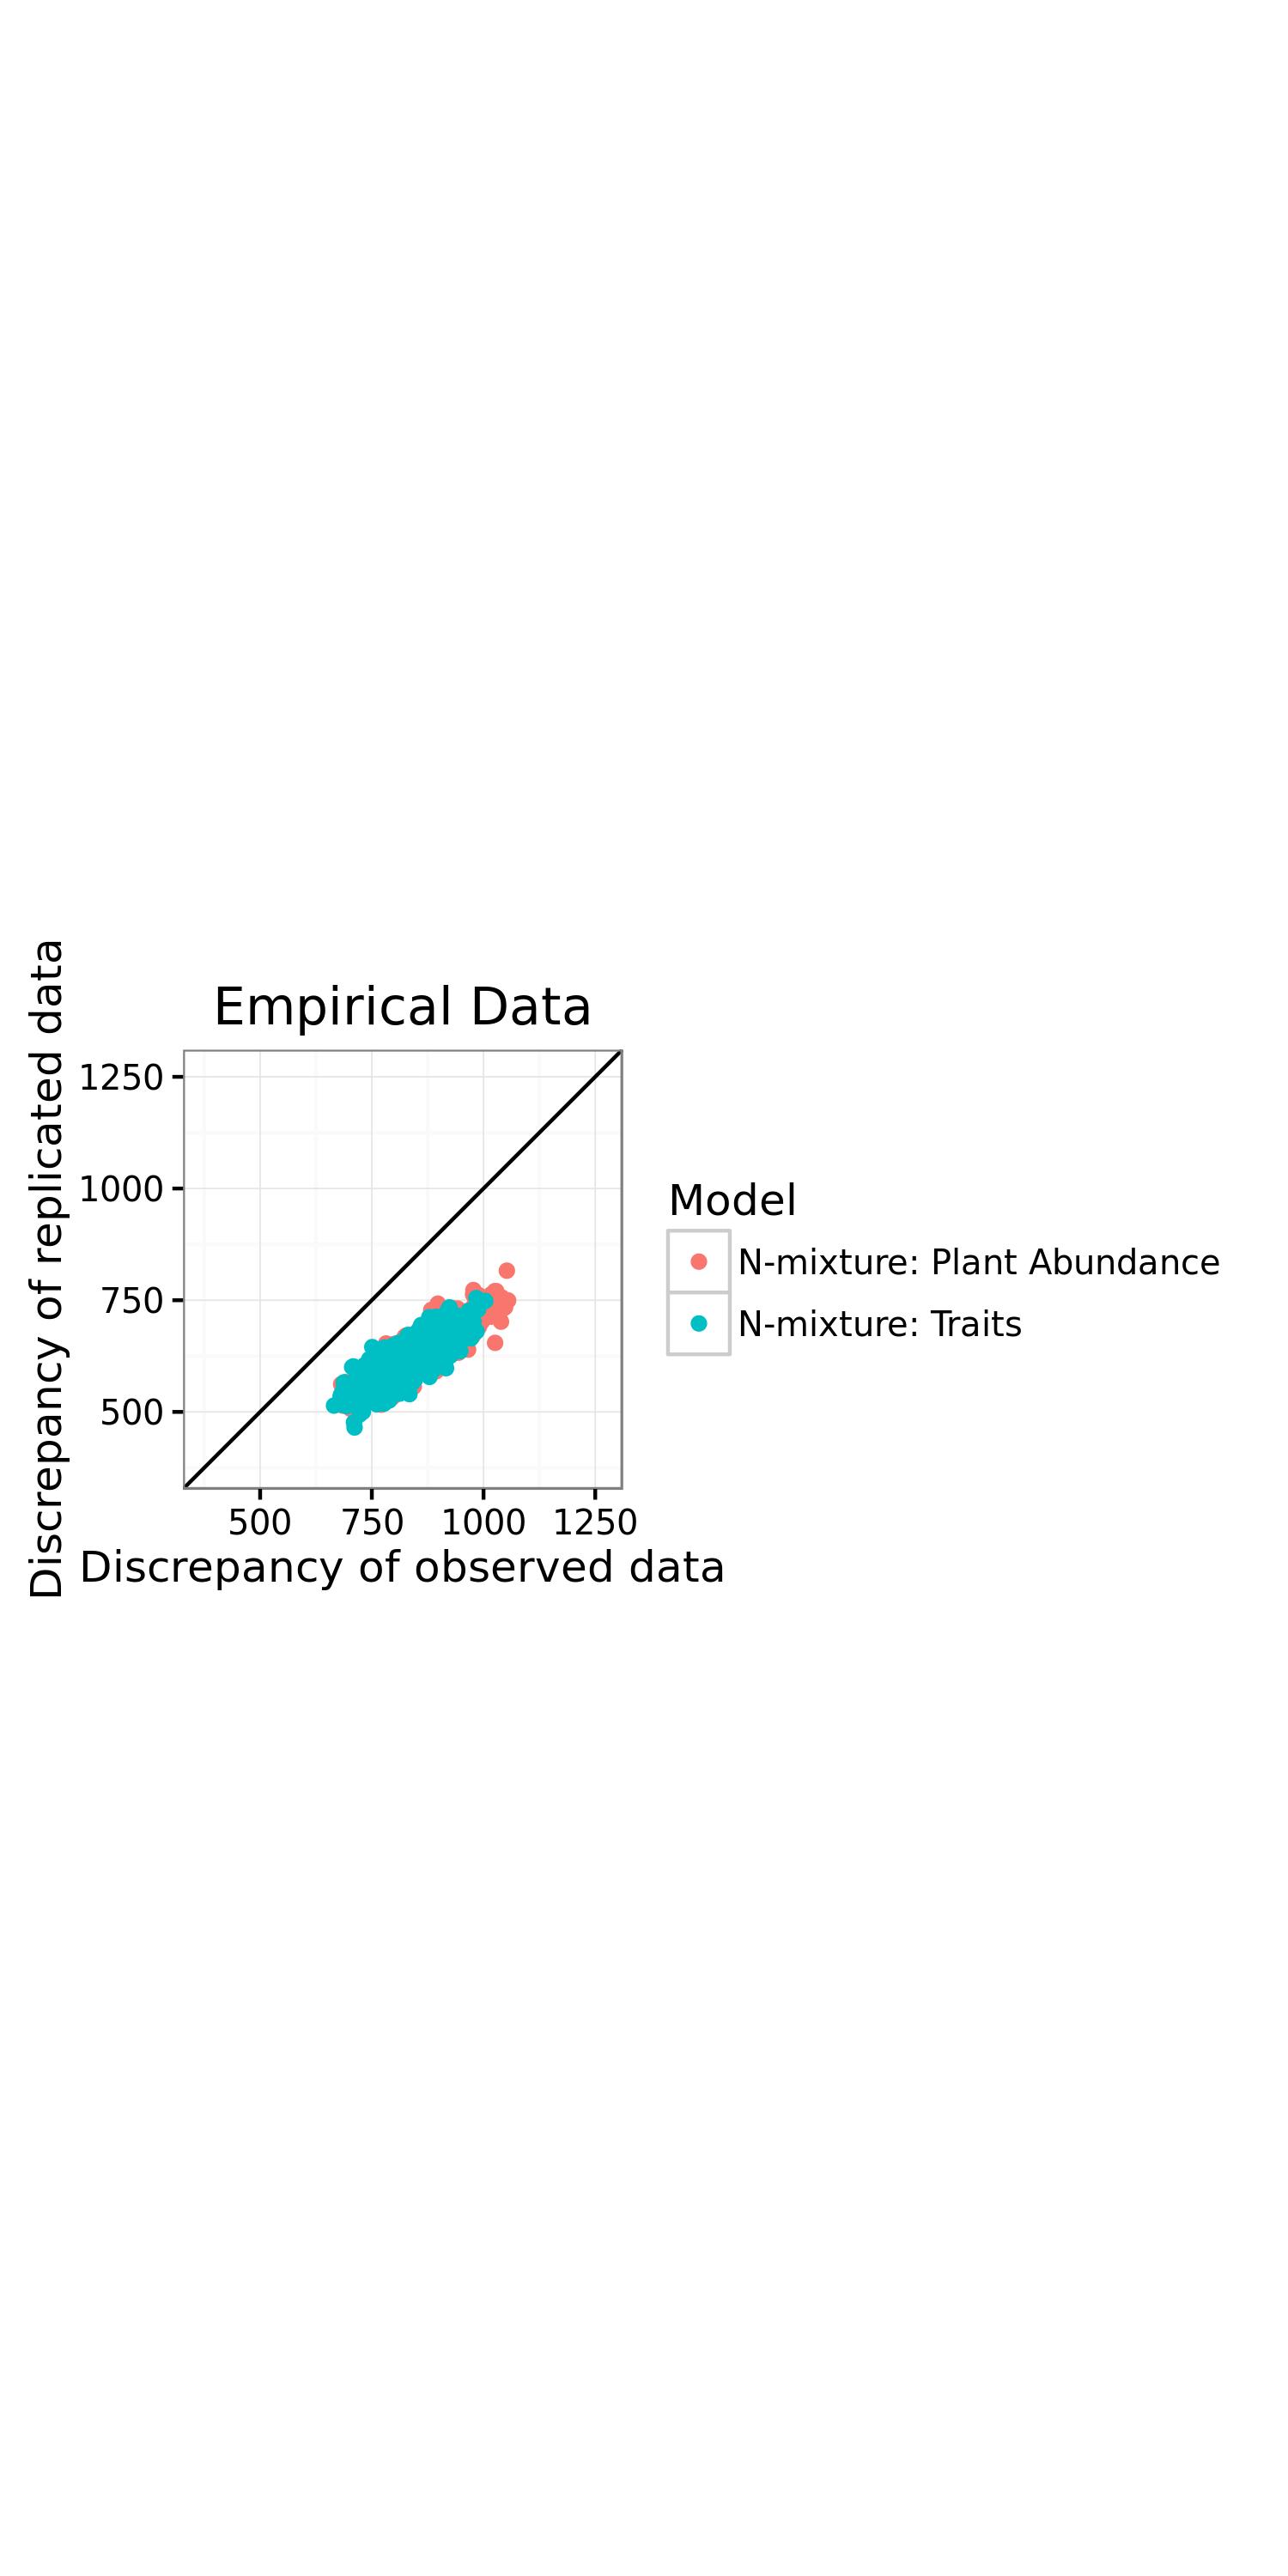 Empirical Data
Discrepancy of replicated data
1250
1000
750
500
500 750 1000 1250
Discrepancy of observed data
Model
N-mixture: Plant Abundance
N-mixture: Traits